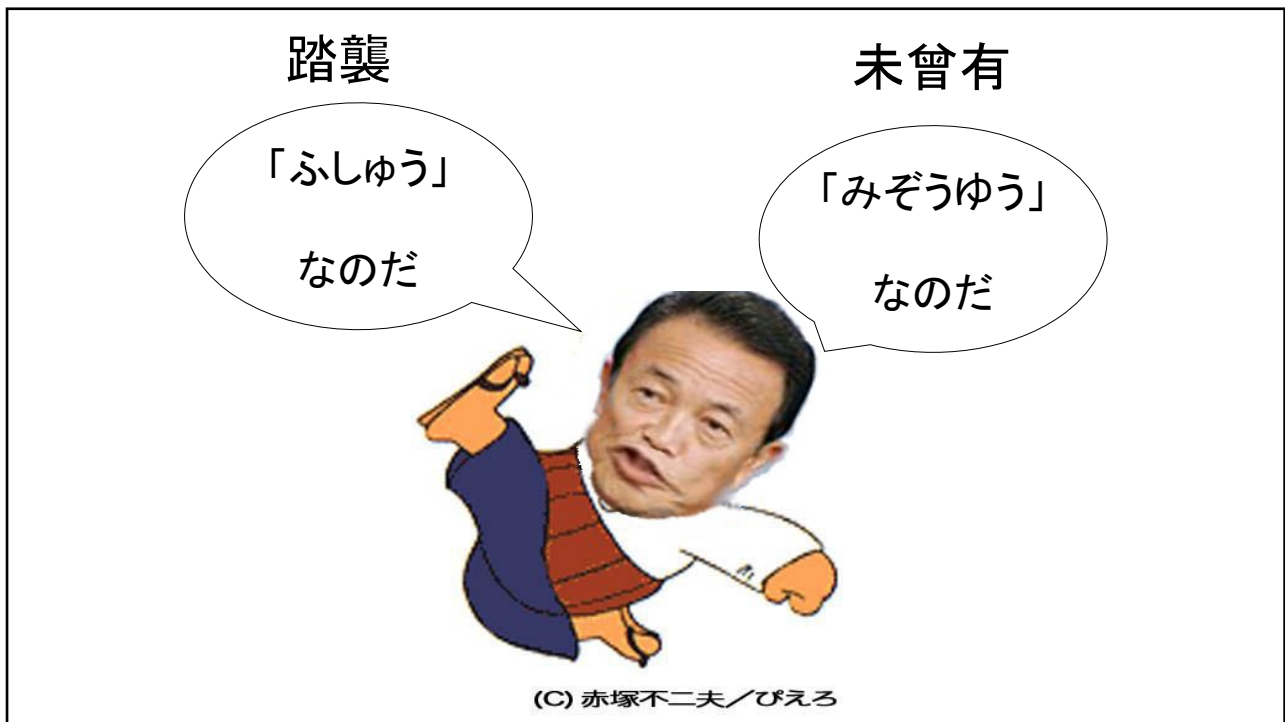 踏襲
「ふしゅう」
なのだ
未曾有
「みぞうゆう」
なのだ
(C) 赤塚不二夫／ぴえろ